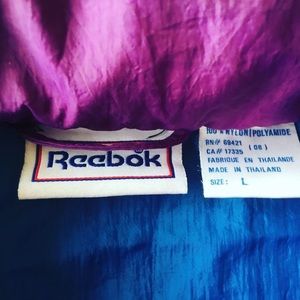 Reebok
100 % NYLON/POLYAMIDE
RN# 69421
CA# 17335 (08)
FABRIQUE EN THAILANDE
MADE IN THAILAND
SIZE: L